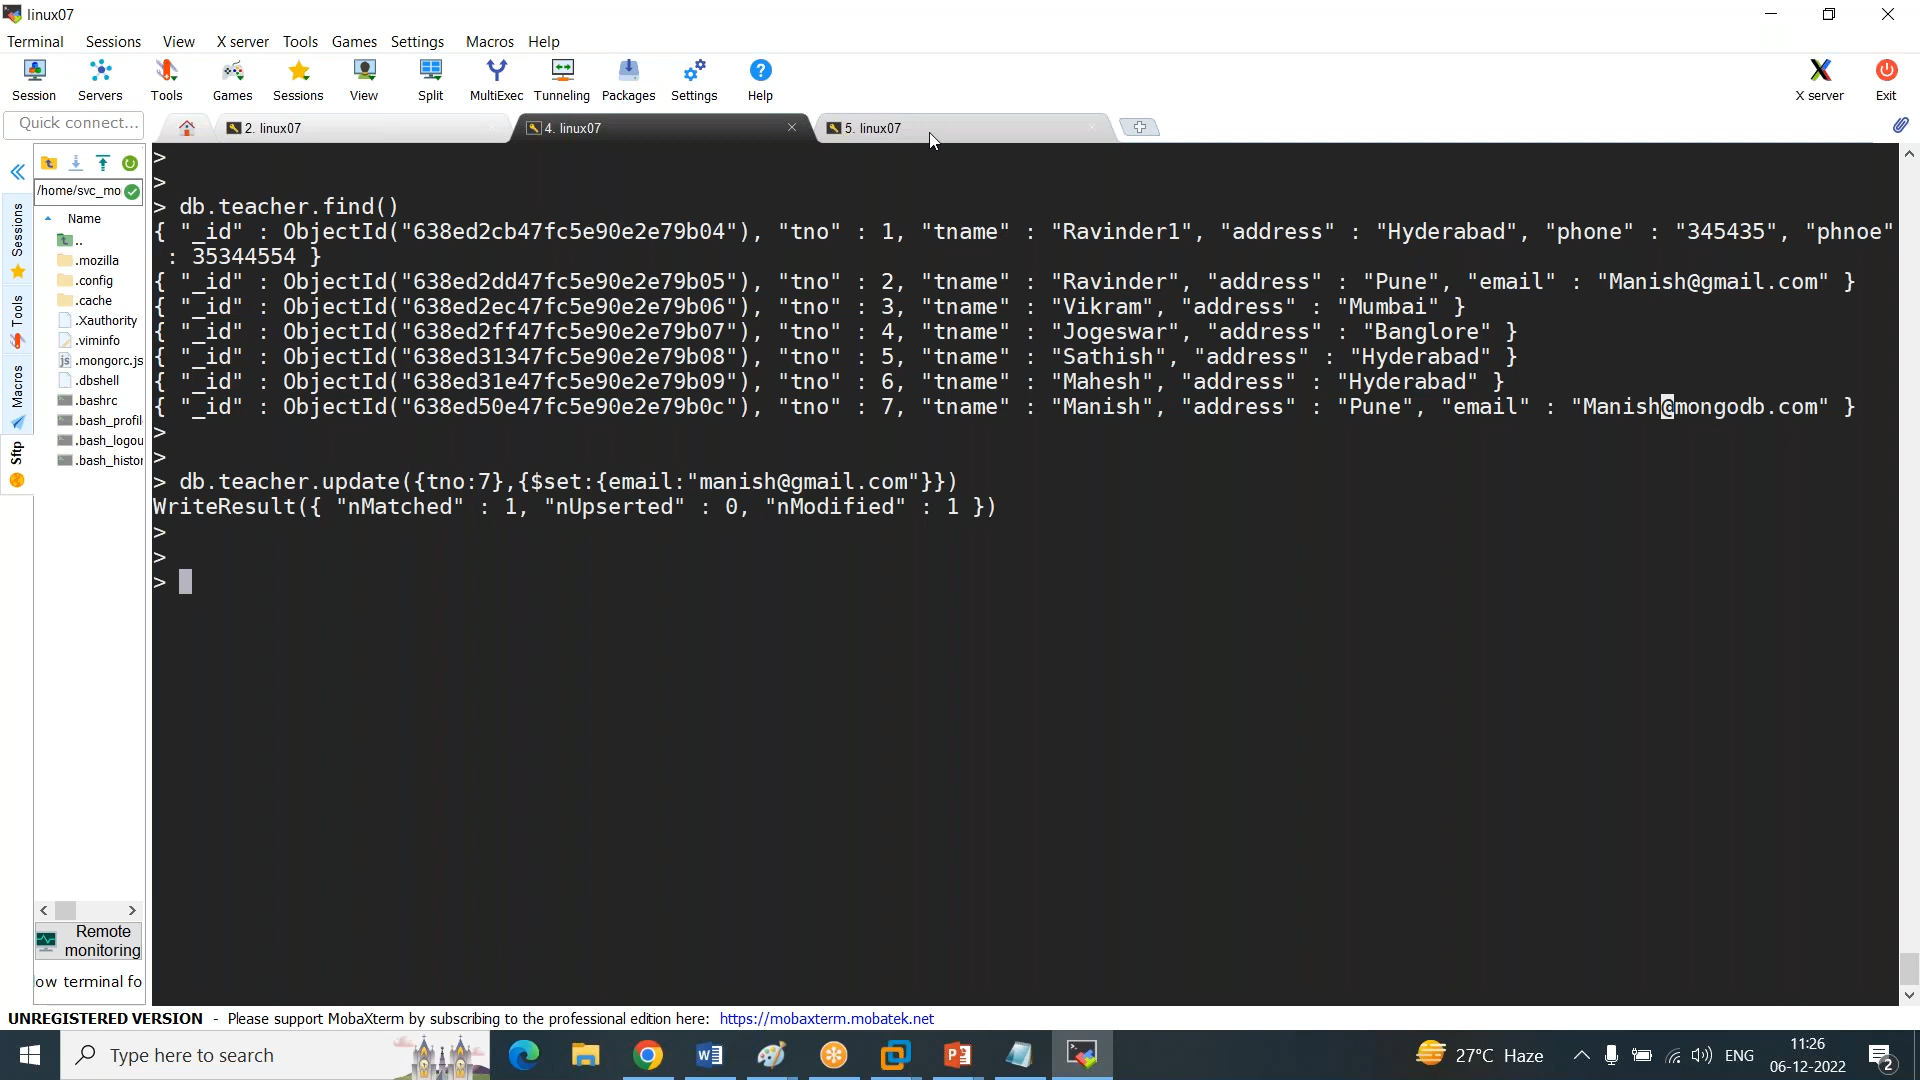 linux07
Terminal Sessions View X server Tools Games Settings Macros Help
Session Servers Tools Games Sessions View Split MultiExec Tunneling Packages Settings Help X server Exit
Quick connect...
2. linux07
4. linux07
5. linux07
/home/svc_mo
Name
..
.mozilla
.config
.cache
.Xauthority
.viminfo
.mongorc.js
.dbshell
.bashrc
.bash_profil
.bash_logou
.bash_histor
Sessions
Tools
Macros
Sftp
Remote
monitoring
ow terminal fo
>
>
> db.teacher.find()
{ "_id" : ObjectId("638ed2cb47fc5e90e2e79b04"), "tno" : 1, "tname" : "Ravinder1", "address" : "Hyderabad", "phone" : "345435", "phnoe"
: 35344554 }
{ "_id" : ObjectId("638ed2dd47fc5e90e2e79b05"), "tno" : 2, "tname" : "Ravinder", "address" : "Pune", "email" : "Manish@gmail.com" }
{ "_id" : ObjectId("638ed2ec47fc5e90e2e79b06"), "tno" : 3, "tname" : "Vikram", "address" : "Mumbai" }
{ "_id" : ObjectId("638ed2ff47fc5e90e2e79b07"), "tno" : 4, "tname" : "Jogeswar", "address" : "Banglore" }
{ "_id" : ObjectId("638ed31347fc5e90e2e79b08"), "tno" : 5, "tname" : "Sathish", "address" : "Hyderabad" }
{ "_id" : ObjectId("638ed31e47fc5e90e2e79b09"), "tno" : 6, "tname" : "Mahesh", "address" : "Hyderabad" }
{ "_id" : ObjectId("638ed50e47fc5e90e2e79b0c"), "tno" : 7, "tname" : "Manish", "address" : "Pune", "email" : "Manish@mongodb.com" }
>
>
> db.teacher.update({tno:7},{$set:{email:"manish@gmail.com"}})
WriteResult({ "nMatched" : 1, "nUpserted" : 0, "nModified" : 1 })
>
>
>
UNREGISTERED VERSION - Please support MobaXterm by subscribing to the professional edition here: https://mobaxterm.mobatek.net
Type here to search
27°C Haze
ENG
11:26
06-12-2022
2